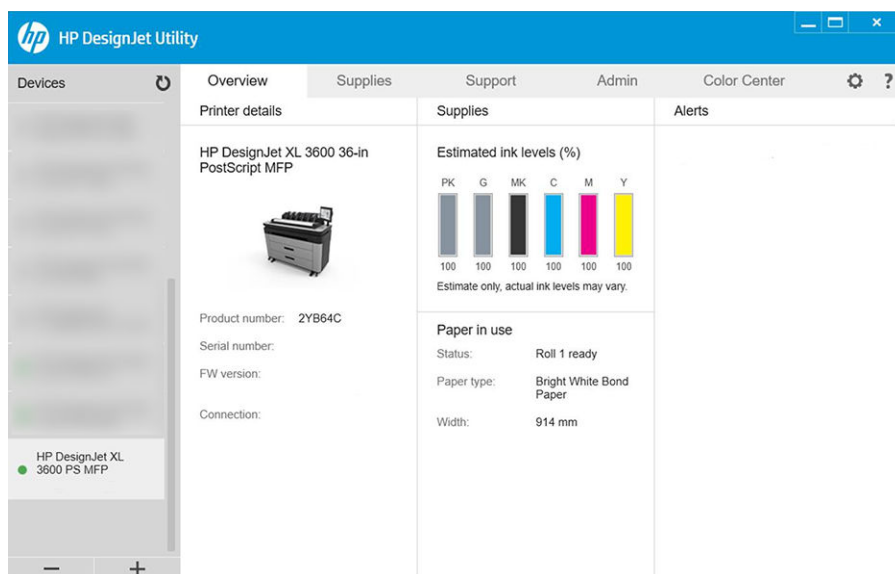 hp HP DesignJet Utility
Devices
Overview Supplies Support Admin Color Center ?
Printer details
Supplies
Alerts
HP DesignJet XL 3600 36-in
PostScript MFP
Estimated ink levels (%)
PK G MK C M Y
100 100 100 100 100 100
Estimate only, actual ink levels may vary.
Product number: 2YB64C
Serial number:
FW version:
Connection:
Paper in use
Status: Roll 1 ready
Paper type: Bright White Bond
Paper
Width: 914 mm
HP DesignJet XL
3600 PS MFP